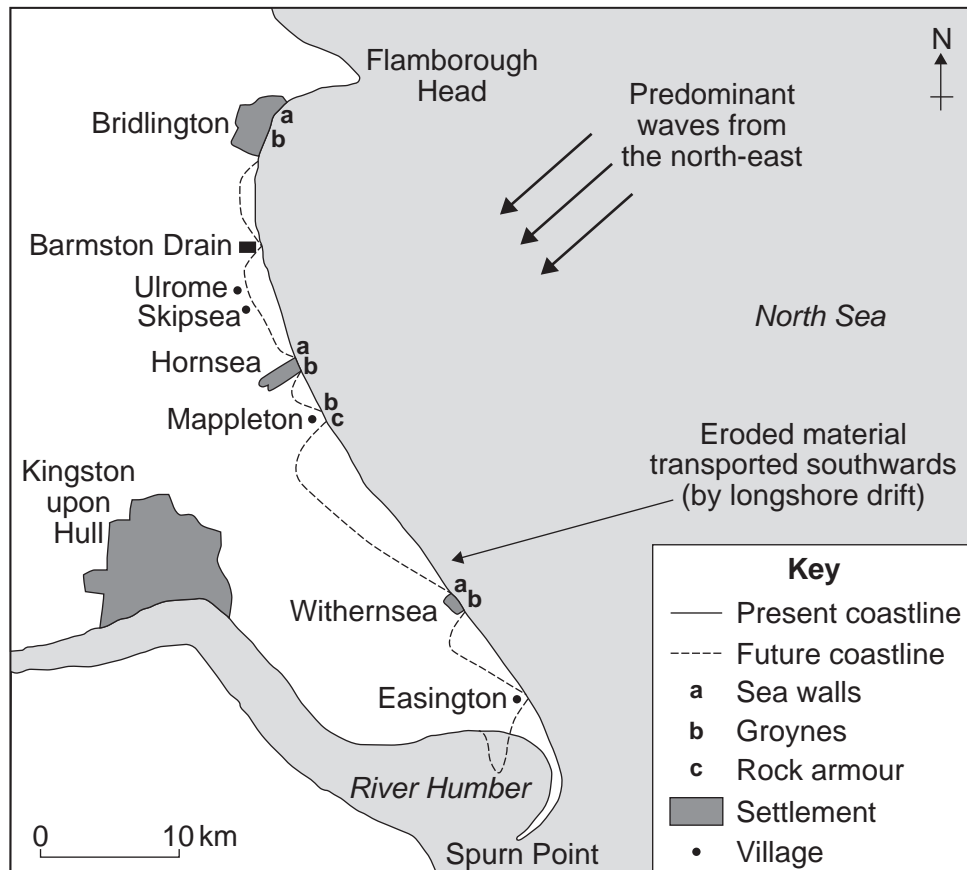 Flamborough
Head
N
Predominant
waves from
the north-east
Bridlington
a
b
Barmston Drain
Ulrome
Skipsea
North Sea
Hornsea
a
b
Mappleton
b
c
Eroded material
transported southwards
(by longshore drift)
Kingston
upon
Hull
Withernsea
a
b
Easington
River Humber
Spurn Point
0 10 km
Key
Present coastline
Future coastline
a Sea walls
b Groynes
c Rock armour
Settlement
Village